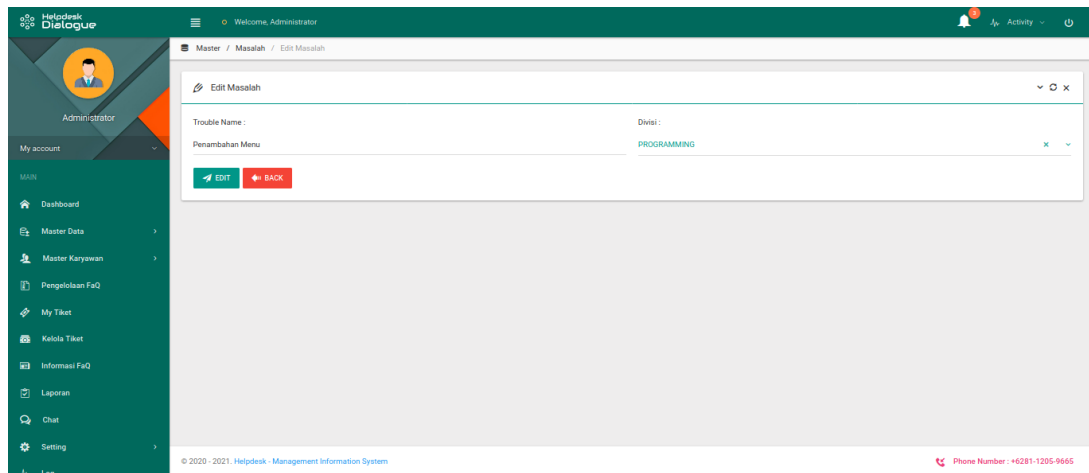 Helpdesk
Dialogue
Welcome, Administrator
3
Activity
Master / Masalah / Edit Masalah
Administrator
My account
MAIN
Dashboard
Master Data
Master Karyawan
Pengelolaan FaQ
My Tiket
Kelola Tiket
Informasi FaQ
Laporan
Chat
Setting
Log
Edit Masalah
Trouble Name :
Penambahan Menu
Divisi :
PROGRAMMING
EDIT
BACK
© 2020 - 2021. Helpdesk - Management Information System
Phone Number : +6281-1205-9665